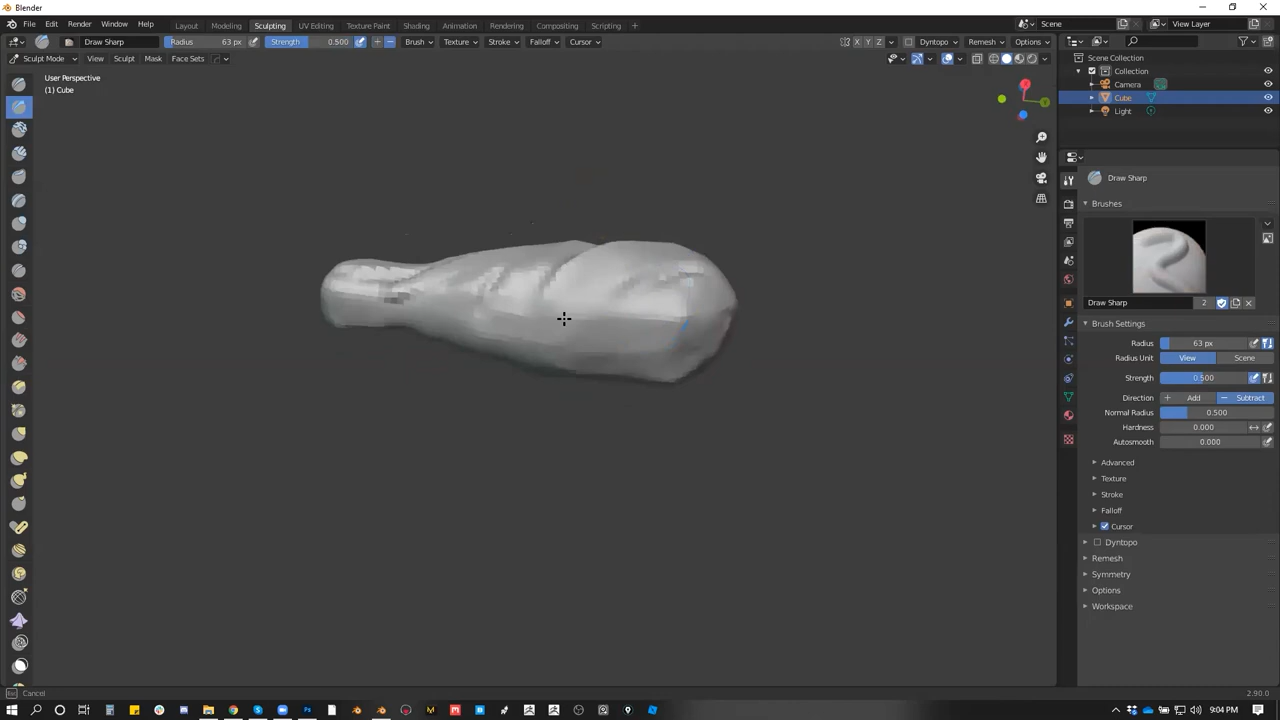 Blender
File Edit Render Window Help Layout Modeling Sculpting UV Editing Texture Paint Shading Animation Rendering Compositing Scripting + Scene View Layer
Draw Sharp Radius 63 px Strength 0.500 + − Brush Texture Stroke Falloff Cursor X Y Z Dyntopo Remesh Options
Sculpt Mode View Sculpt Mask Face Sets
User Perspective
(1) Cube
Scene Collection
Collection
Camera
Cube
Light
Draw Sharp
Brushes
Draw Sharp 2
Brush Settings
Radius 63 px
Radius Unit View Scene
Strength 0.500
Direction + Add − Subtract
Normal Radius 0.500
Hardness 0.000
Autosmooth 0.000
Advanced
Texture
Stroke
Falloff
Cursor
Dyntopo
Remesh
Symmetry
Options
Workspace
Cancel 2.90.0
9:04 PM